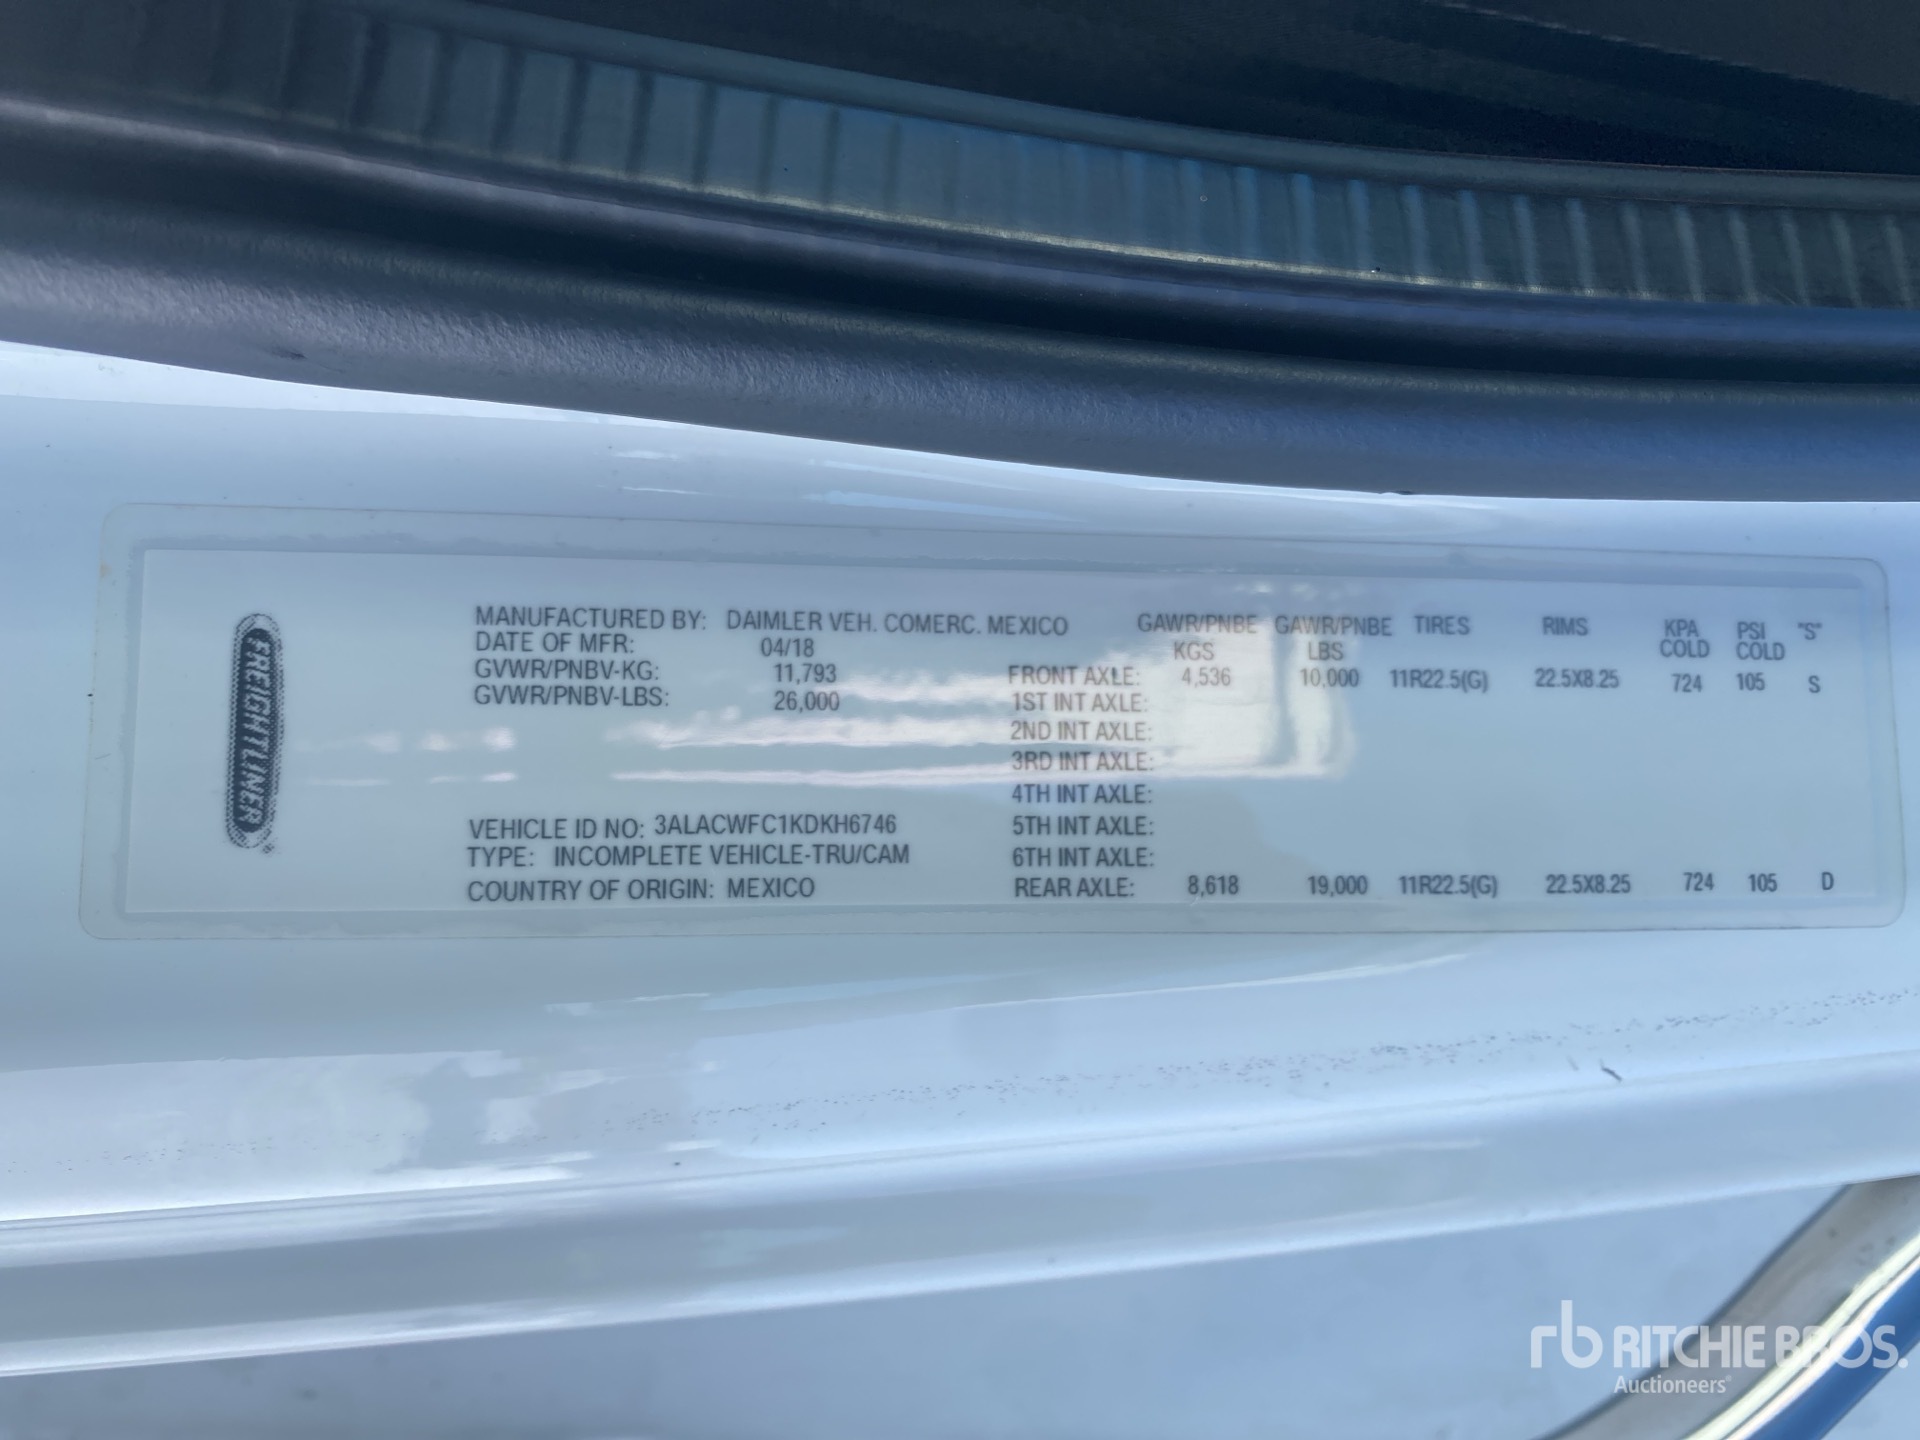 FREIGHTLINER
MANUFACTURED BY: DAIMLER VEH. COMERC. MEXICO
DATE OF MFR: 04/18
GVWR/PNBV-KG: 11,793
GVWR/PNBV-LBS: 26,000
VEHICLE ID NO: 3ALACWFC1KDKH6746
TYPE: INCOMPLETE VEHICLE-TRU/CAM
COUNTRY OF ORIGIN: MEXICO
GAWR/PNBE GAWR/PNBE TIRES RIMS KPA PSI "S"
KGS LBS COLD COLD
FRONT AXLE: 4,536 10,000 11R22.5(G) 22.5X8.25 724 105 S
1ST INT AXLE:
2ND INT AXLE:
3RD INT AXLE:
4TH INT AXLE:
5TH INT AXLE:
6TH INT AXLE:
REAR AXLE: 8,618 19,000 11R22.5(G) 22.5X8.25 724 105 D
rb RITCHIE BROS.
Auctioneers